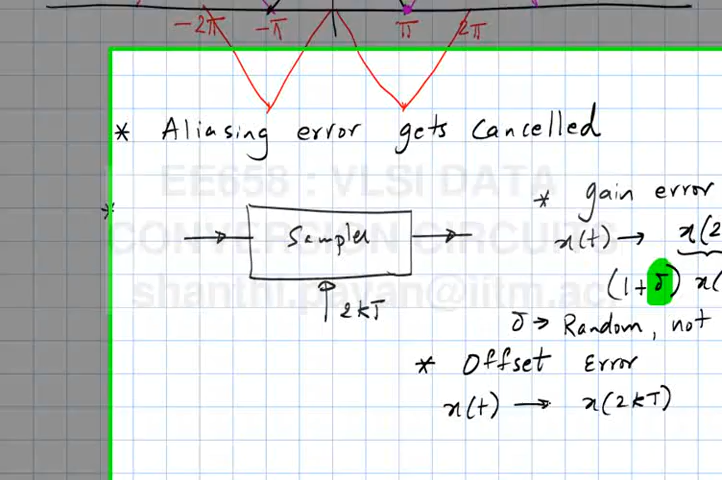 -2π -π π 2π
* Aliasing error gets Cancelled
EE658 : VLSI DATA
CONVERSION CIRCUITS
shanthi.pavan@iitm.ac.
*
Sampler
2kT
* gain error
x(t) → x(2
(1+δ) x(
δ → Random, not
* Offset Error
x(t) → x(2kT)